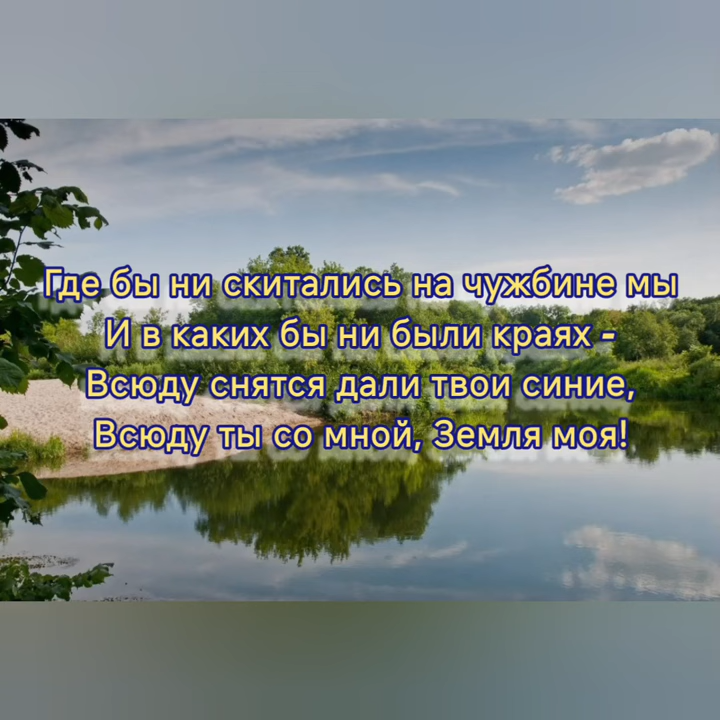 Где бы ни скитались на чужбине мы
И в каких бы ни были краях -
Всюду снятся дали твои синие,
Всюду ты со мной, Земля моя!